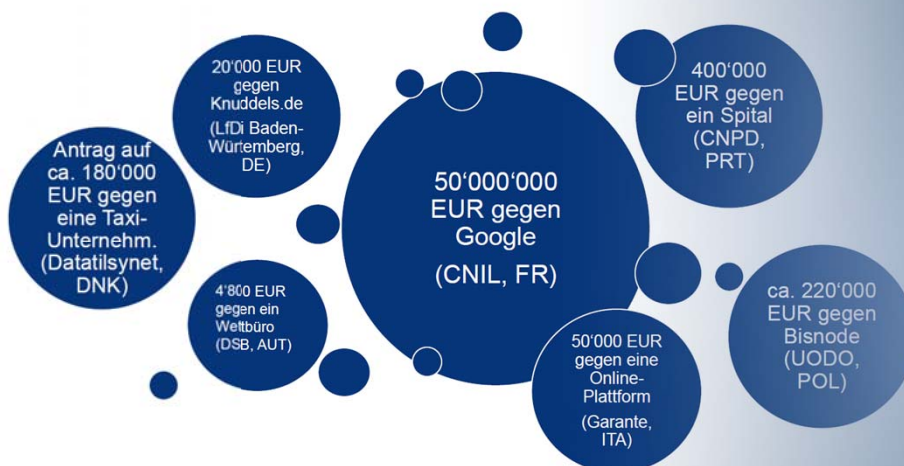 20‘000 EUR
gegen
Knuddels.de
(LfDi Baden-
Würtemberg,
DE)
Antrag auf
ca. 180‘000
EUR gegen
eine Taxi-
Unternehm.
(Datatilsynet,
DNK)
4‘800 EUR
gegen ein
Wettbüro
(DSB, AUT)
50‘000‘000
EUR gegen
Google
(CNIL, FR)
400‘000
EUR gegen
ein Spital
(CNPD,
PRT)
50‘000 EUR
gegen eine
Online-
Plattform
(Garante,
ITA)
ca. 220‘000
EUR gegen
Bisnode
(UODO,
POL)